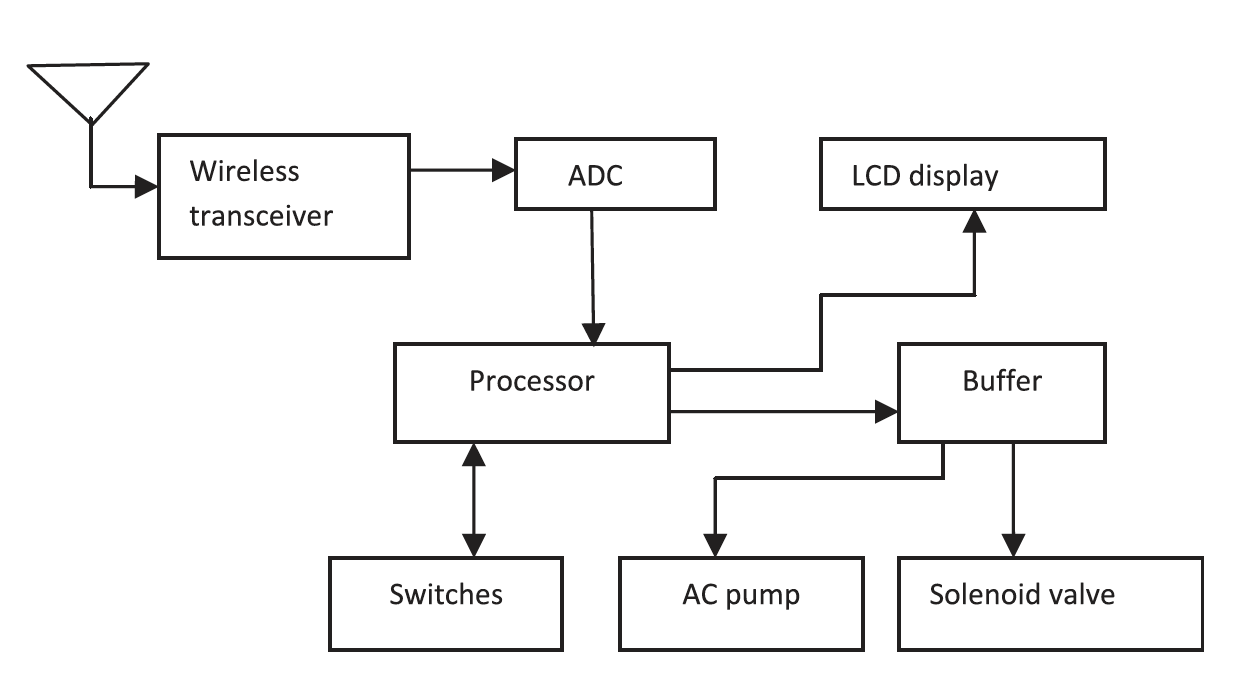 Wireless
transceiver
ADC
LCD display
Processor
Buffer
Switches
AC pump
Solenoid valve